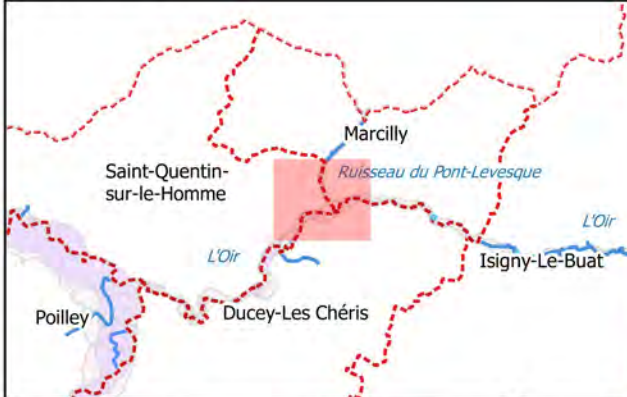 Marcilly
Saint-Quentin-
sur-le-Homme
Ruisseau du Pont-Levesque
L'Oir
L'Oir
Isigny-Le-Buat
Poilley
Ducey-Les Chéris